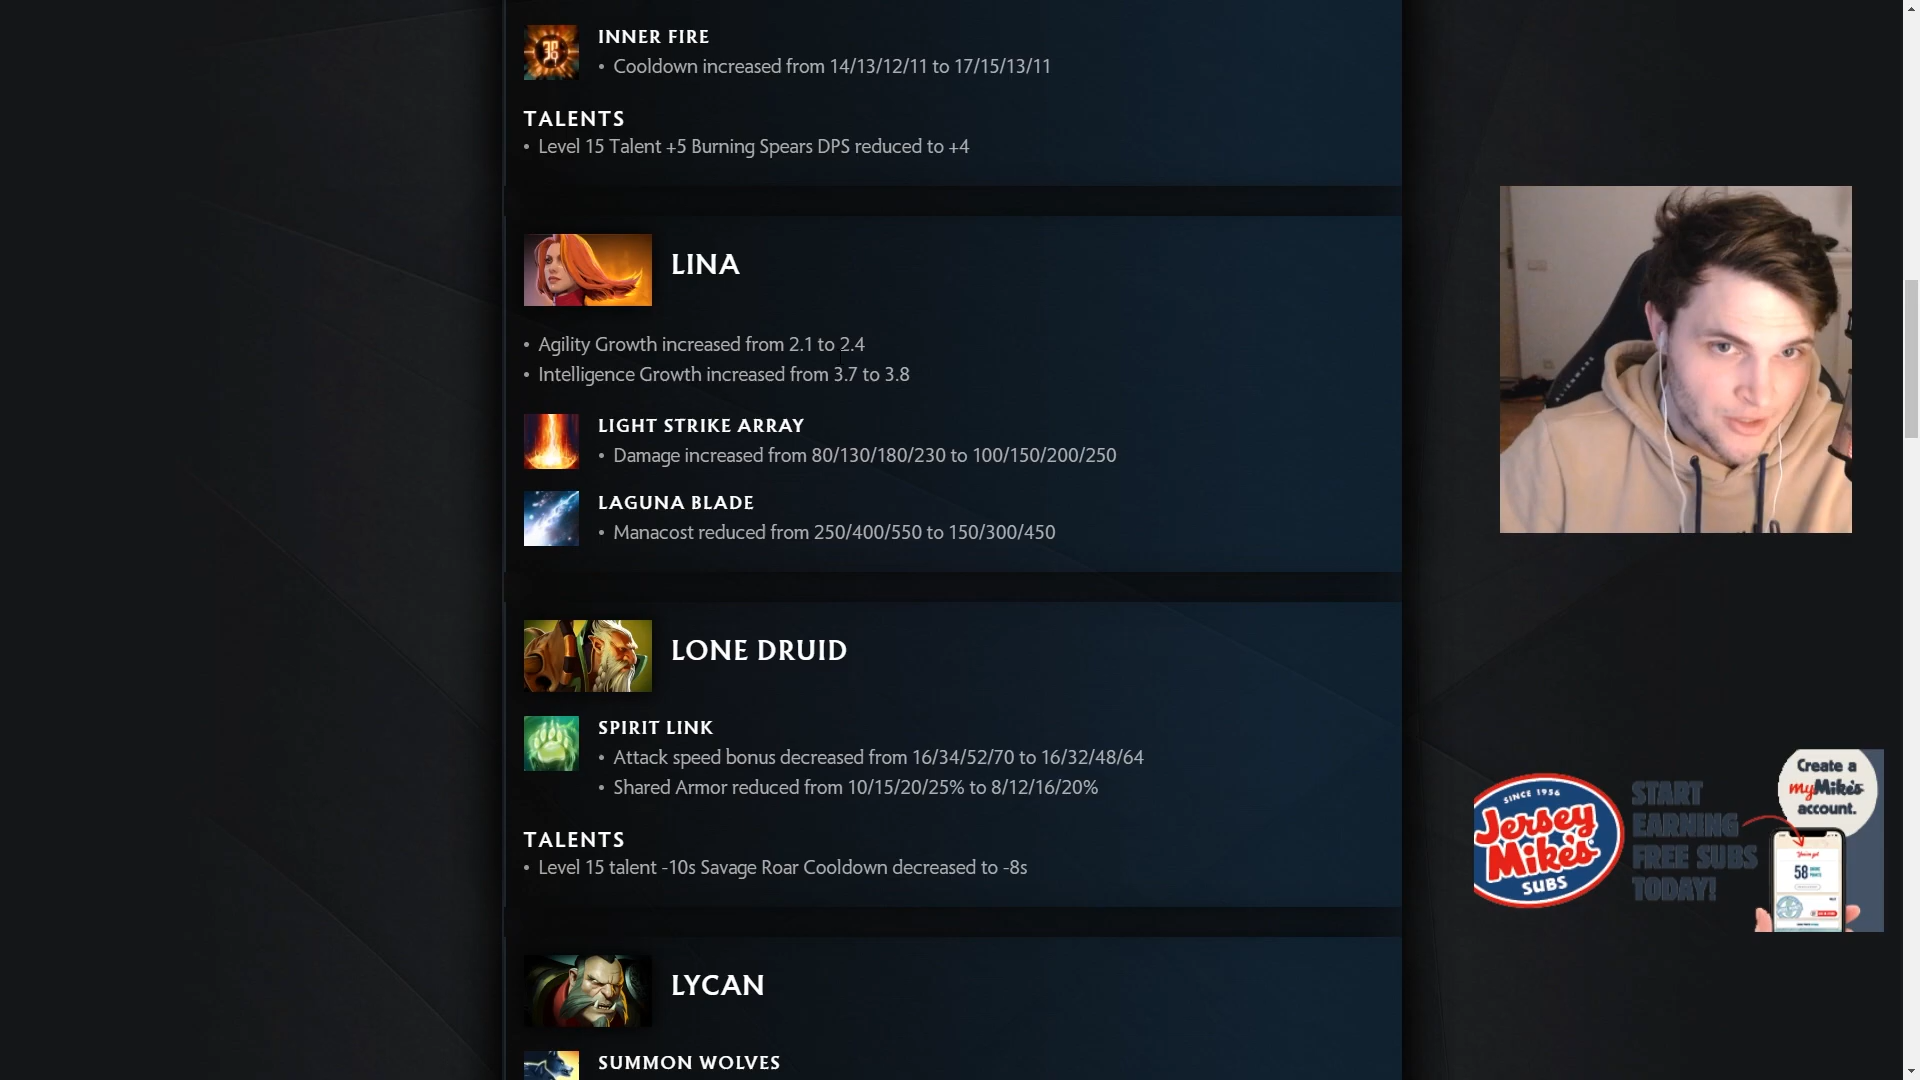 INNER FIRE
• Cooldown increased from 14/13/12/11 to 17/15/13/11
TALENTS
• Level 15 Talent +5 Burning Spears DPS reduced to +4
LINA
• Agility Growth increased from 2.1 to 2.4
• Intelligence Growth increased from 3.7 to 3.8
LIGHT STRIKE ARRAY
• Damage increased from 80/130/180/230 to 100/150/200/250
LAGUNA BLADE
• Manacost reduced from 250/400/550 to 150/300/450
LONE DRUID
SPIRIT LINK
• Attack speed bonus decreased from 16/34/52/70 to 16/32/48/64
• Shared Armor reduced from 10/15/20/25% to 8/12/16/20%
TALENTS
• Level 15 talent -10s Savage Roar Cooldown decreased to -8s
LYCAN
SUMMON WOLVES
ALIENWARE
SINCE 1956
Jersey
Mike's
SUBS
START
EARNING
FREE SUBS
TODAY!
Create a
myMike's
account.
58